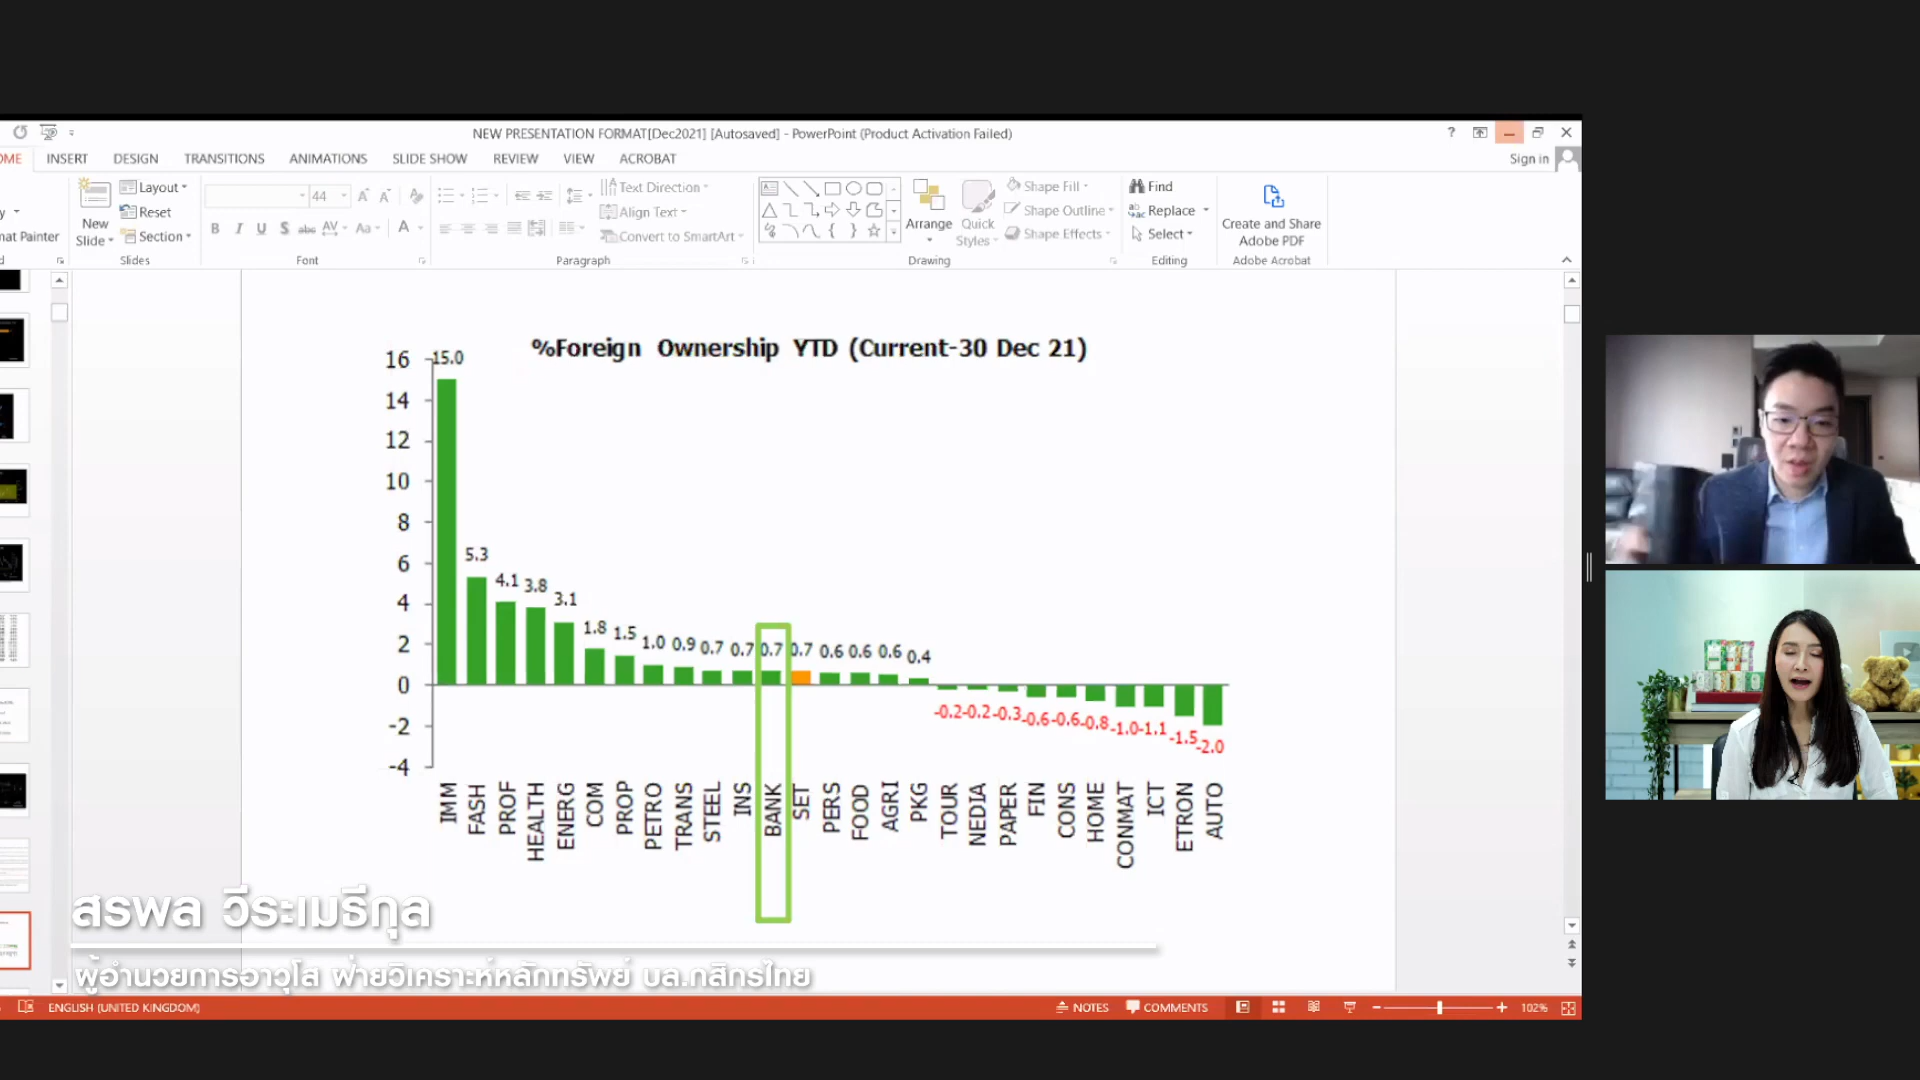 NEW PRESENTATION FORMAT[Dec2021] [Autosaved] - PowerPoint (Product Activation Failed)
?
OME INSERT DESIGN TRANSITIONS ANIMATIONS SLIDE SHOW REVIEW VIEW ACROBAT
Sign in
Layout
Reset
Section
New
Slide
mat Painter
Slides
44
B I U S abc AV Aa A
Font
Text Direction
Align Text
Convert to SmartArt
Paragraph
Arrange
Quick
Styles
Shape Fill
Shape Outline
Shape Effects
Drawing
Find
Replace
Select
Editing
Create and Share
Adobe PDF
Adobe Acrobat
%Foreign Ownership YTD (Current-30 Dec 21)
16
14
12
10
8
6
4
2
0
-2
-4
15.0 5.3 4.1 3.8 3.1 1.8 1.5 1.0 0.9 0.7 0.7 0.7 0.7 0.6 0.6 0.6 0.4
-0.2 -0.2 -0.3 -0.6 -0.6 -0.8 -1.0 -1.1 -1.5 -2.0
IMM FASH PROF HEALTH ENERG COM PROP PETRO TRANS STEEL INS BANK SET PERS FOOD AGRI PKG TOUR NEDIA PAPER FIN CONS HOME CONMAT ICT ETRON AUTO
สรพล วีระเมธีกุล
ผู้อำนวยการอาวุโส ฝ่ายวิเคราะห์หลักทรัพย์ บล.กสิกรไทย
ENGLISH (UNITED KINGDOM)
NOTES COMMENTS 102%